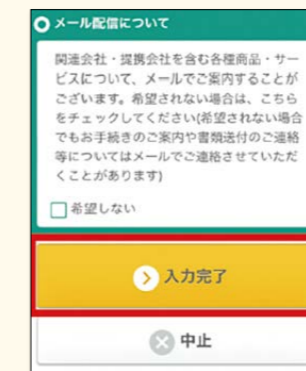 メール配信について
関連会社・提携会社を含む各種商品・サー
ビスについて、メールでご案内することが
ございます。希望されない場合は、こちら
をチェックしてください(希望されない場合
でもお手続きのご案内や書類送付のご連絡
等についてはメールでご連絡させていただ
くことがあります)
希望しない
入力完了
中止